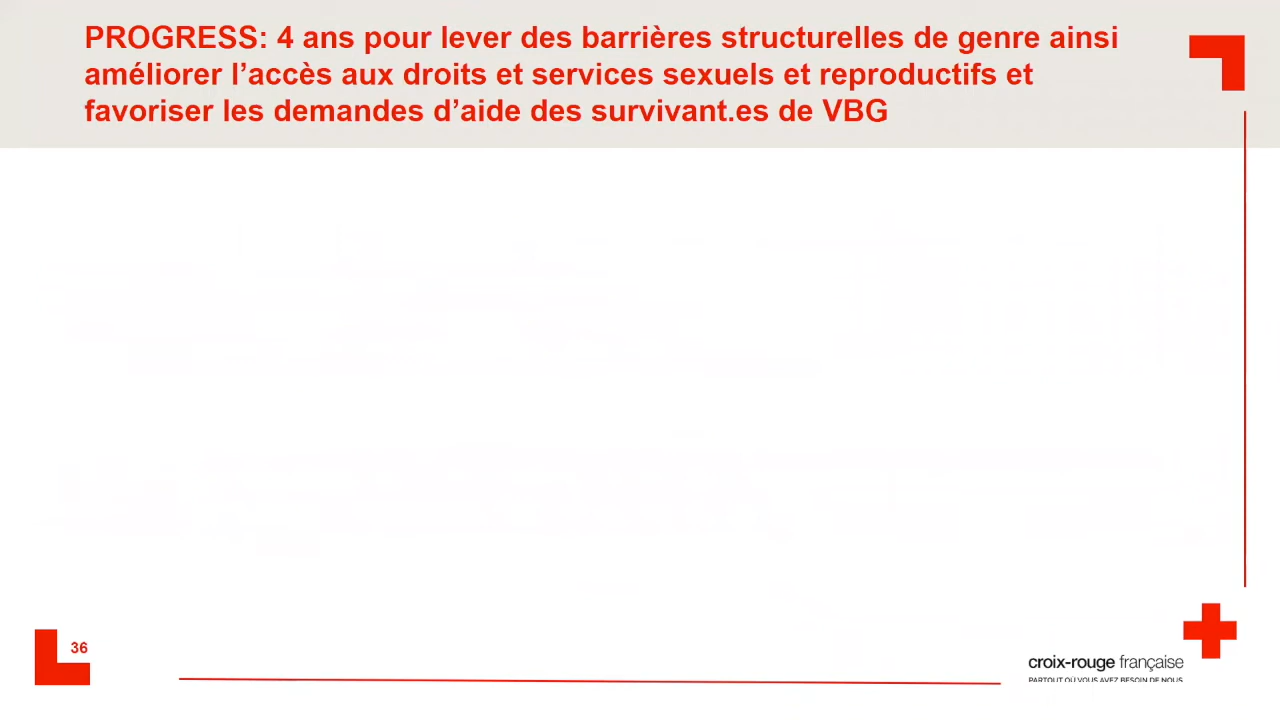 PROGRESS: 4 ans pour lever des barrières structurelles de genre ainsi
améliorer l’accès aux droits et services sexuels et reproductifs et
favoriser les demandes d’aide des survivant.es de VBG
36
croix-rouge française
PARTOUT OÙ VOUS AVEZ BESOIN DE NOUS